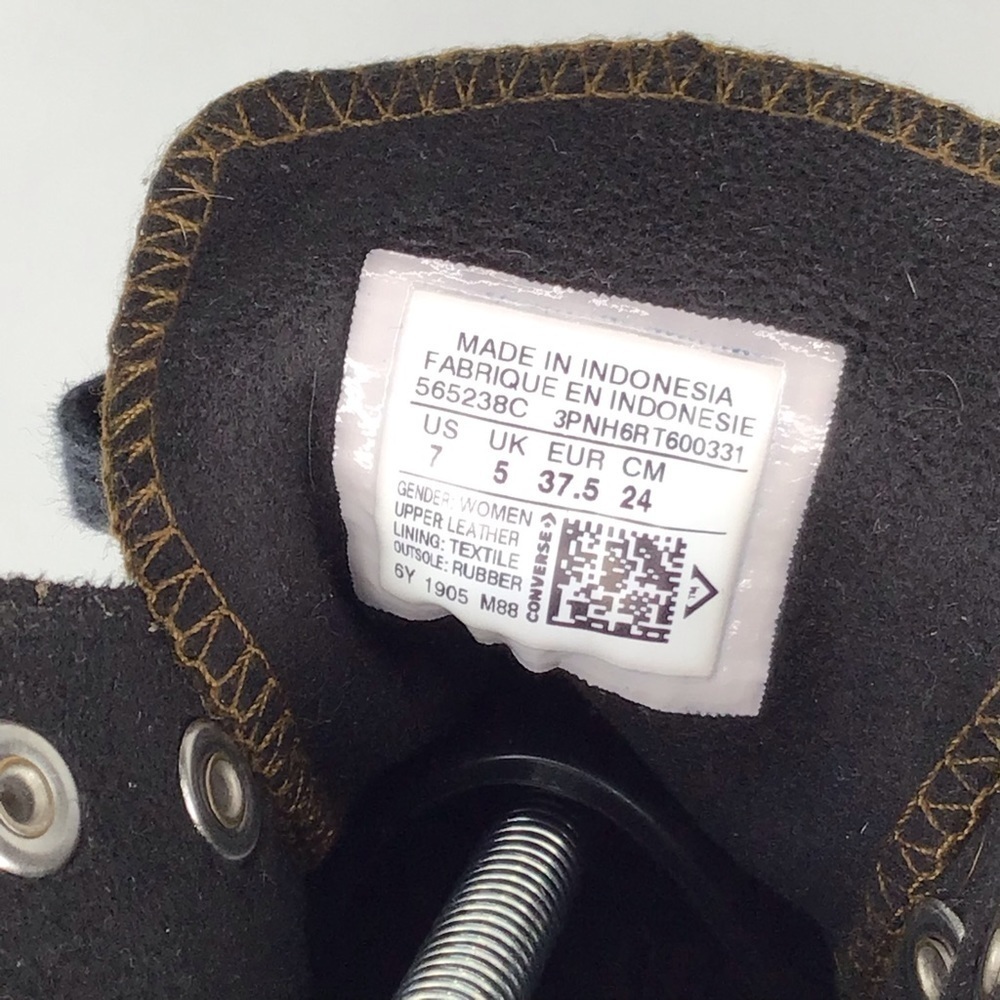 MADE IN INDONESIA
FABRIQUE EN INDONESIE
565238C 3PNH6RT600331
US UK EUR CM
7 5 37.5 24
GENDER: WOMEN
UPPER LEATHER
LINING: TEXTILE
OUTSOLE: RUBBER
6Y 1905 M88
CONVERSE
TM